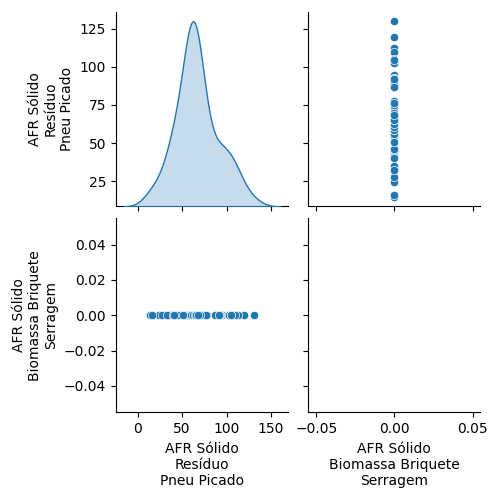 AFR Sólido
Resíduo
Pneu Picado
125
100
75
50
25
AFR Sólido
Biomassa Briquete
Serragem
0.04
0.02
0.00
−0.02
−0.04
0
50
100
150
AFR Sólido
Resíduo
Pneu Picado
−0.05
0.00
0.05
AFR Sólido
Biomassa Briquete
Serragem